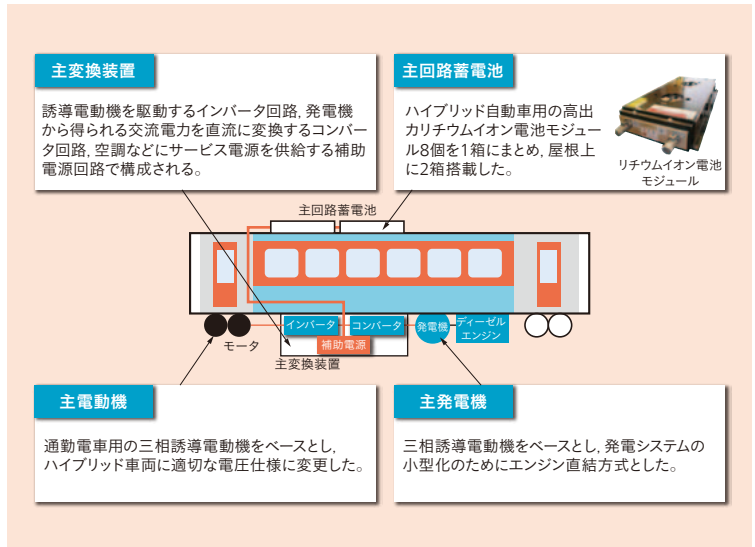 主変換装置
誘導電動機を駆動するインバータ回路, 発電機
から得られる交流電力を直流に変換するコンバー
タ回路, 空調などにサービス電源を供給する補助
電源回路で構成される。
主回路蓄電池
ハイブリッド自動車用の高出
力リチウムイオン電池モジュー
ル8個を1箱にまとめ, 屋根上
に2箱搭載した。
リチウムイオン電池
モジュール
主回路蓄電池
インバータ
コンバータ
発電機
ディーゼル
エンジン
モータ
補助電源
主変換装置
主電動機
通勤電車用の三相誘導電動機をベースとし,
ハイブリッド車両に適切な電圧仕様に変更した。
主発電機
三相誘導電動機をベースとし, 発電システムの
小型化のためにエンジン直結方式とした。